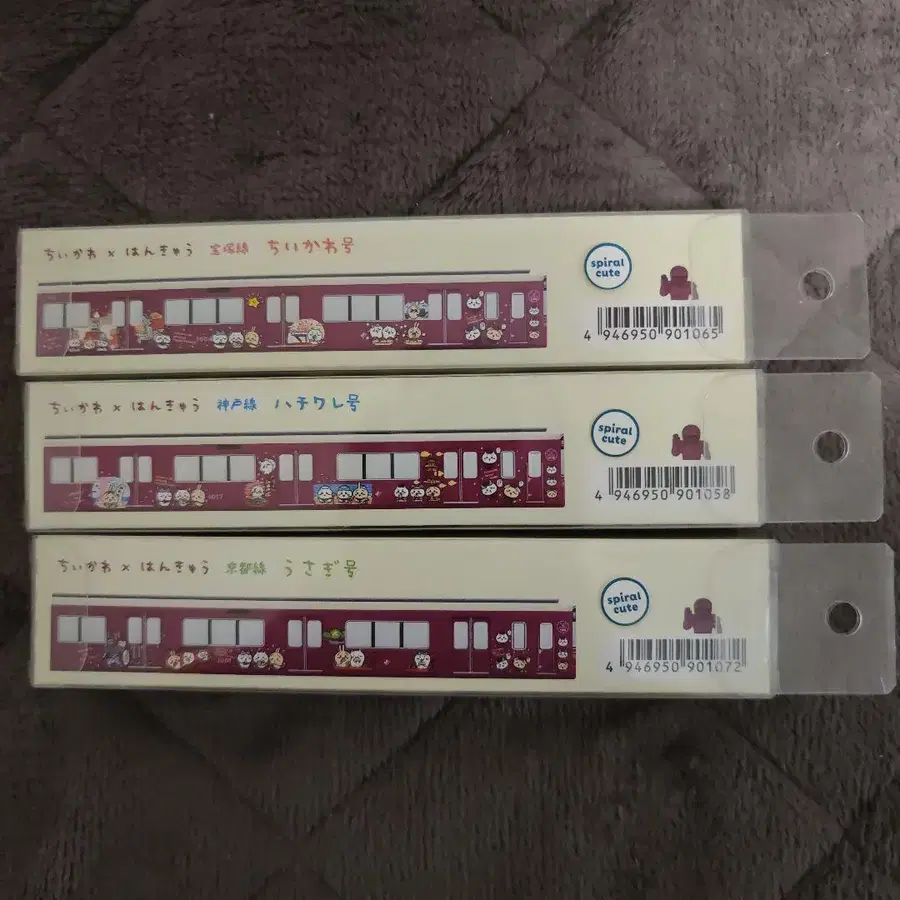 ちいかわ × はんきゅう 宝塚線 ちいかわ号
spiral
cute
4 946950 901065
ちいかわ × はんきゅう 神戸線 ハチワレ号
spiral
cute
4 946950 901058
ちいかわ × はんきゅう 京都線 うさぎ号
spiral
cute
4 946950 901072